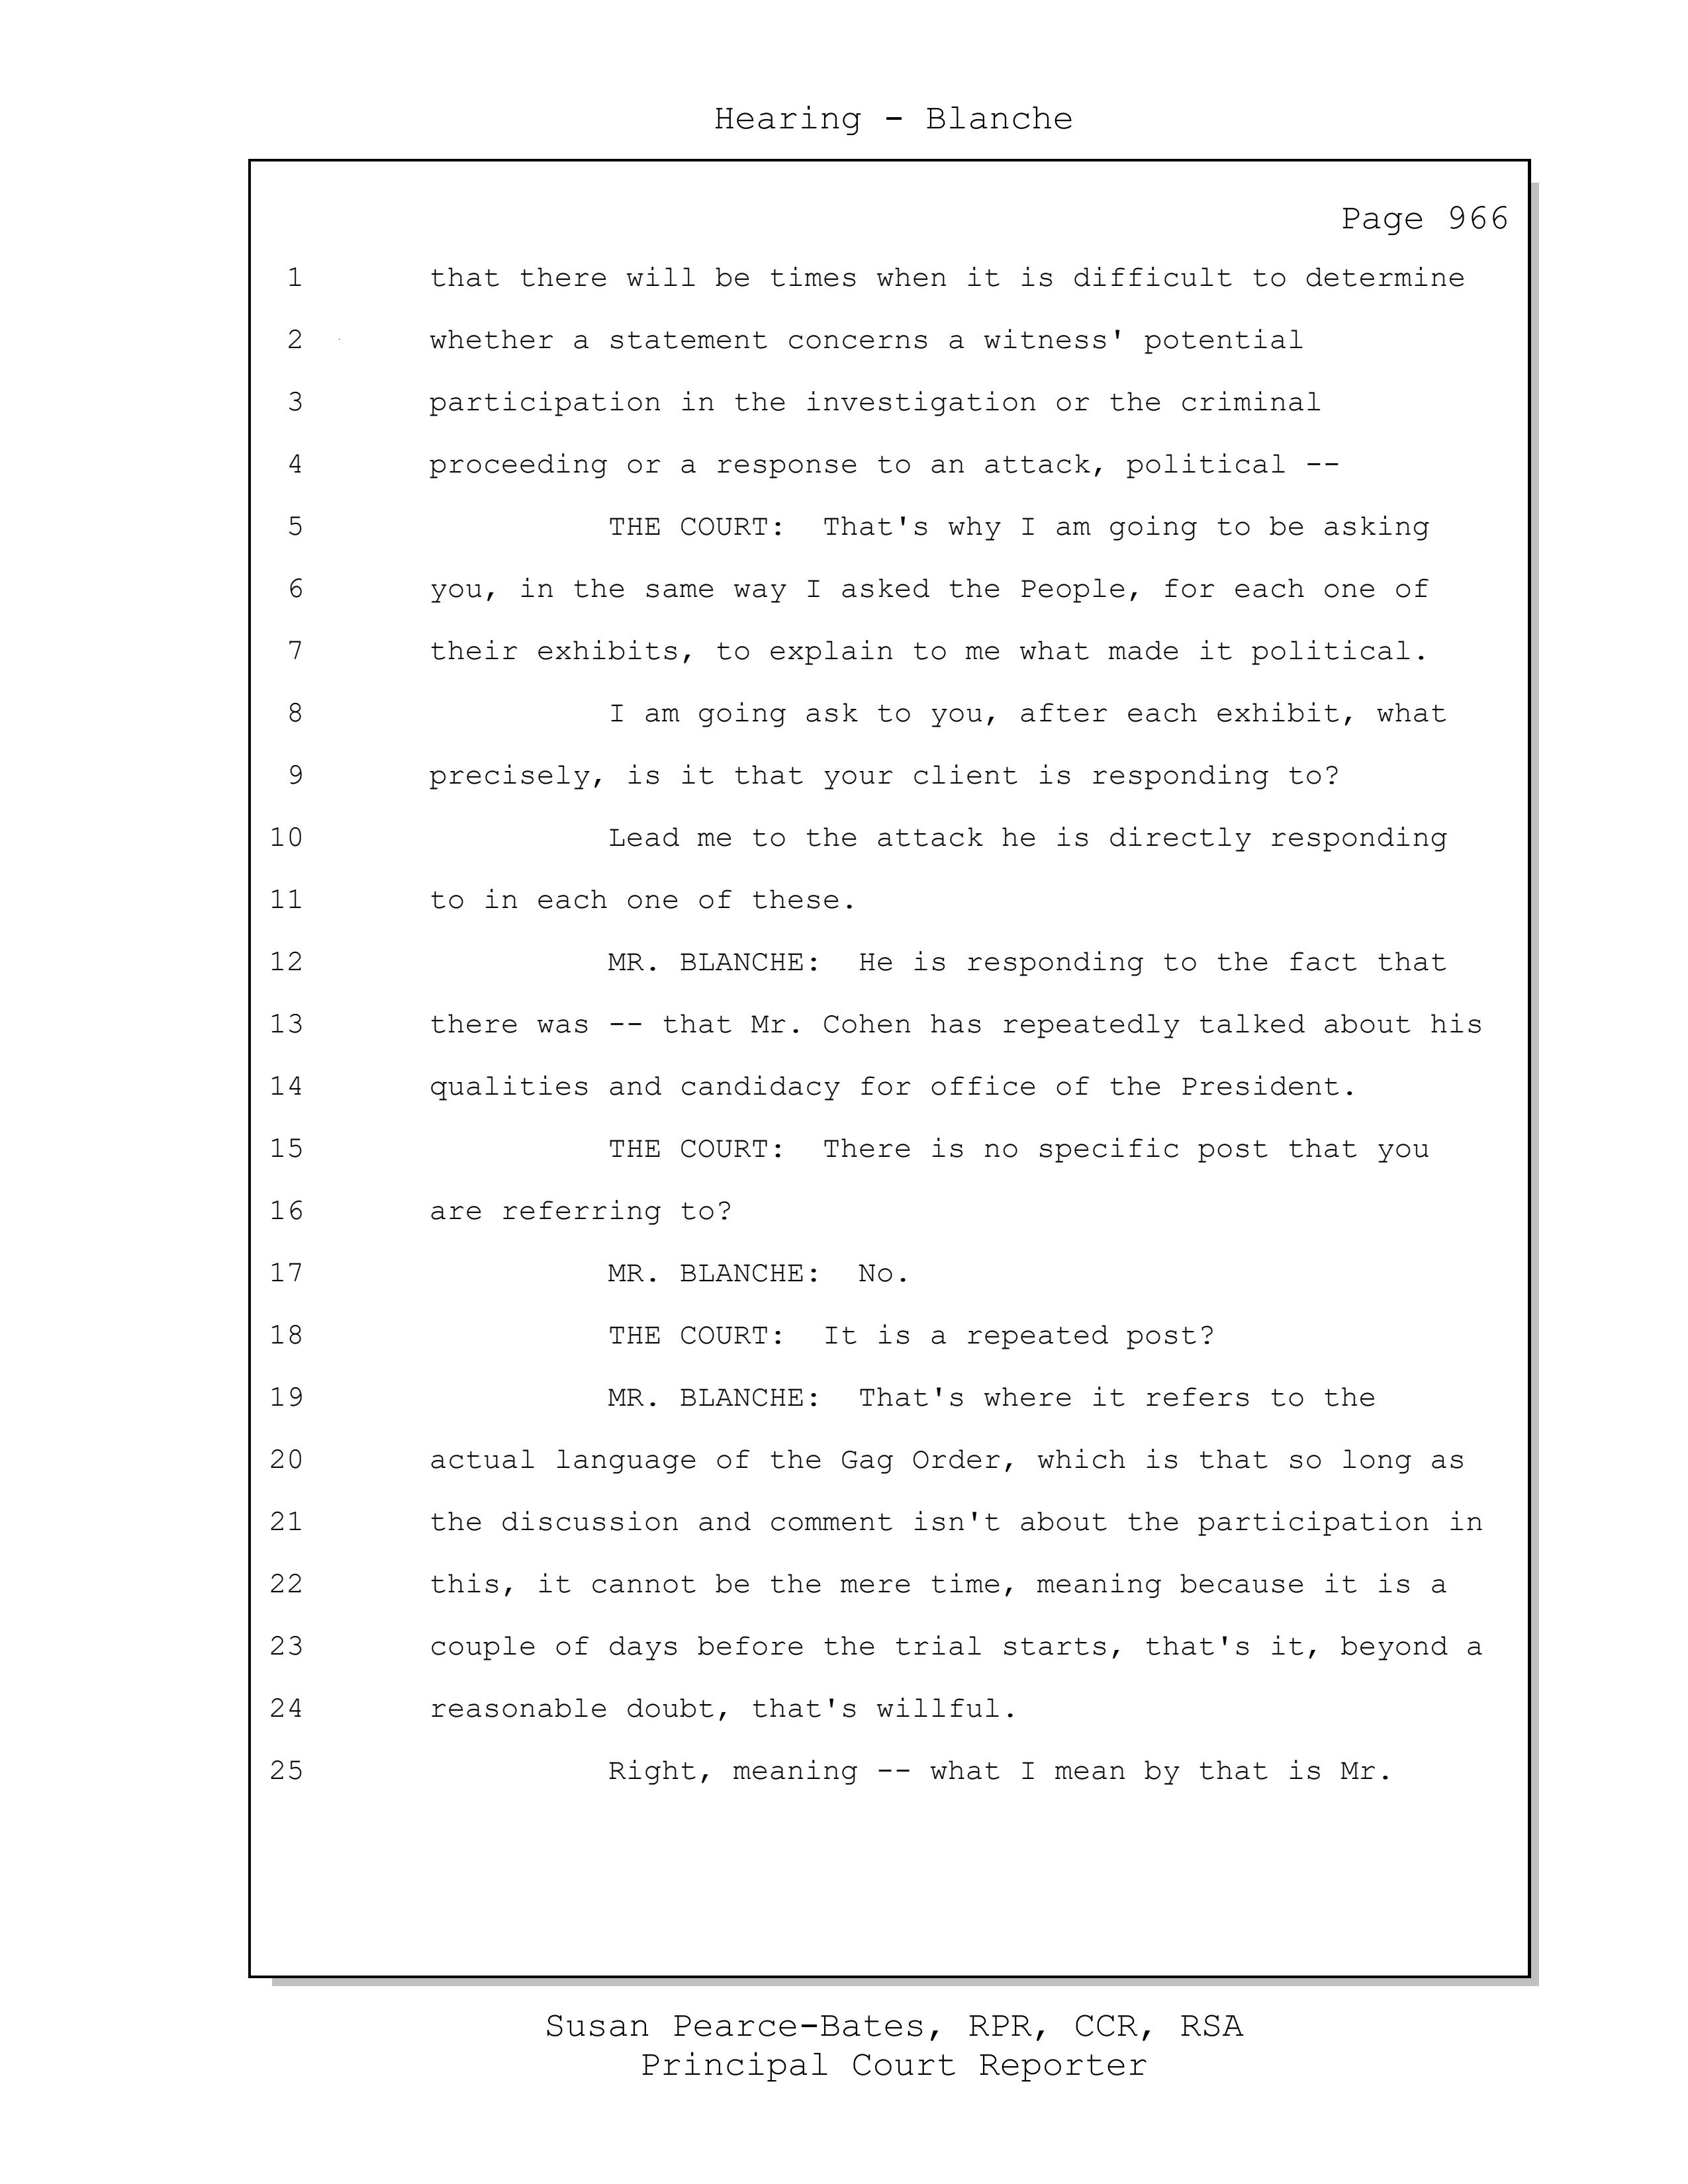 Hearing - Blanche
Page 966
1 that there will be times when it is difficult to determine
2 whether a statement concerns a witness' potential
3 participation in the investigation or the criminal
4 proceeding or a response to an attack, political --
5 THE COURT: That's why I am going to be asking
6 you, in the same way I asked the People, for each one of
7 their exhibits, to explain to me what made it political.
8 I am going ask to you, after each exhibit, what
9 precisely, is it that your client is responding to?
10 Lead me to the attack he is directly responding
11 to in each one of these.
12 MR. BLANCHE: He is responding to the fact that
13 there was -- that Mr. Cohen has repeatedly talked about his
14 qualities and candidacy for office of the President.
15 THE COURT: There is no specific post that you
16 are referring to?
17 MR. BLANCHE: No.
18 THE COURT: It is a repeated post?
19 MR. BLANCHE: That's where it refers to the
20 actual language of the Gag Order, which is that so long as
21 the discussion and comment isn't about the participation in
22 this, it cannot be the mere time, meaning because it is a
23 couple of days before the trial starts, that's it, beyond a
24 reasonable doubt, that's willful.
25 Right, meaning -- what I mean by that is Mr.
Susan Pearce-Bates, RPR, CCR, RSA
Principal Court Reporter